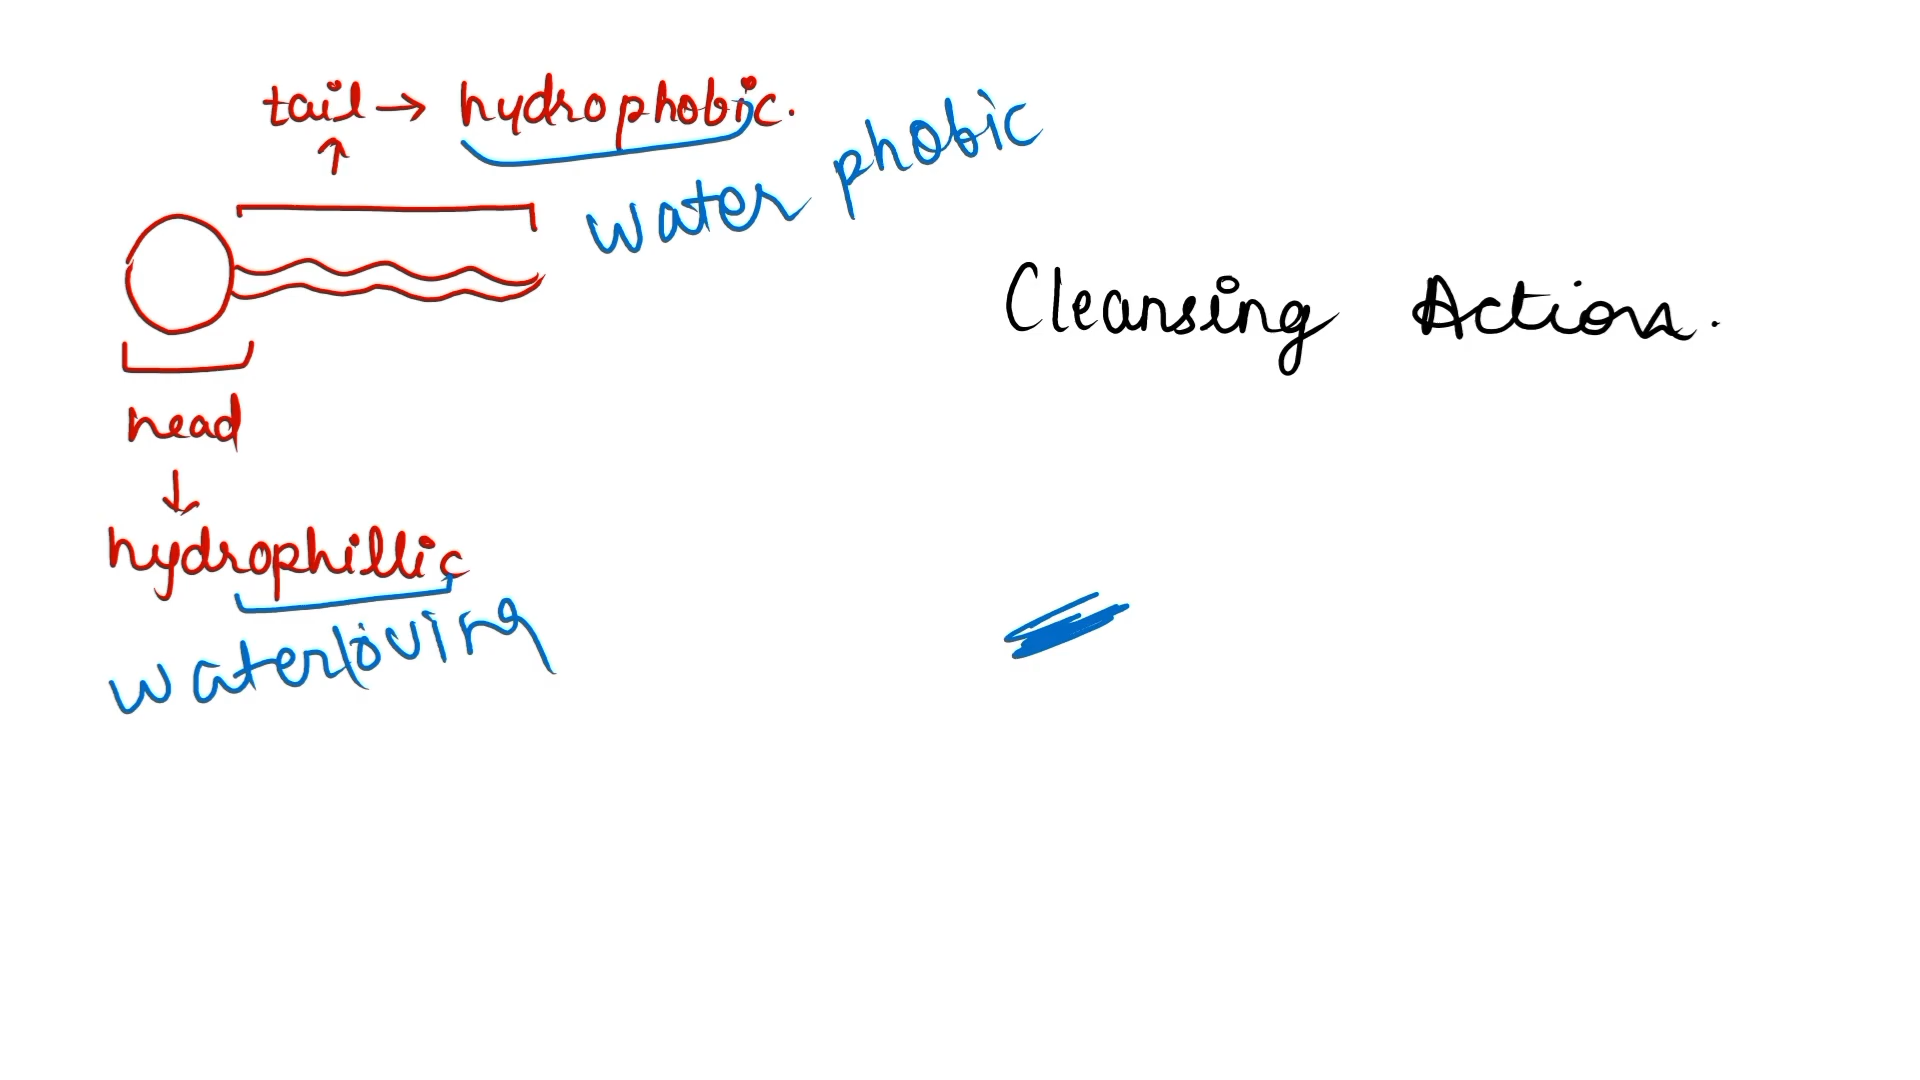 tail → hydrophobic.
water phobic
Cleansing Action.
head
hydrophillic
waterloving